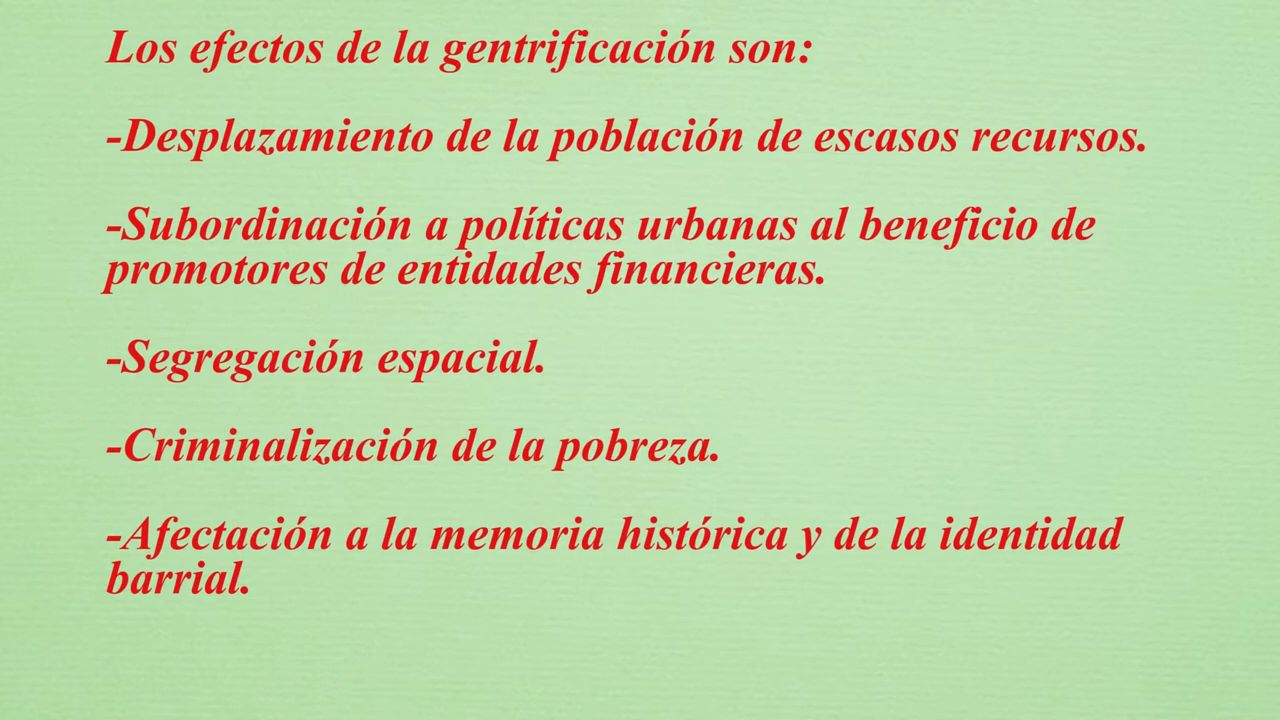 Los efectos de la gentrificación son:
-Desplazamiento de la población de escasos recursos.
-Subordinación a políticas urbanas al beneficio de
promotores de entidades financieras.
-Segregación espacial.
-Criminalización de la pobreza.
-Afectación a la memoria histórica y de la identidad
barrial.